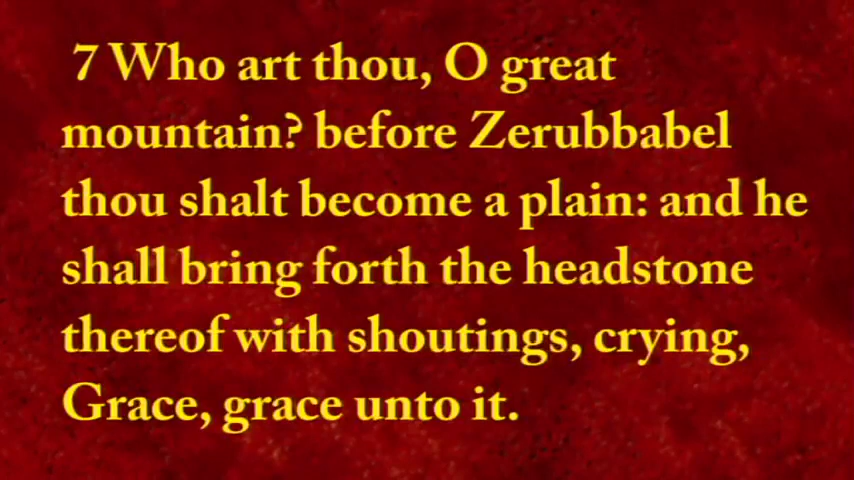 7 Who art thou, O great
mountain? before Zerubbabel
thou shalt become a plain: and he
shall bring forth the headstone
thereof with shoutings, crying,
Grace, grace unto it.